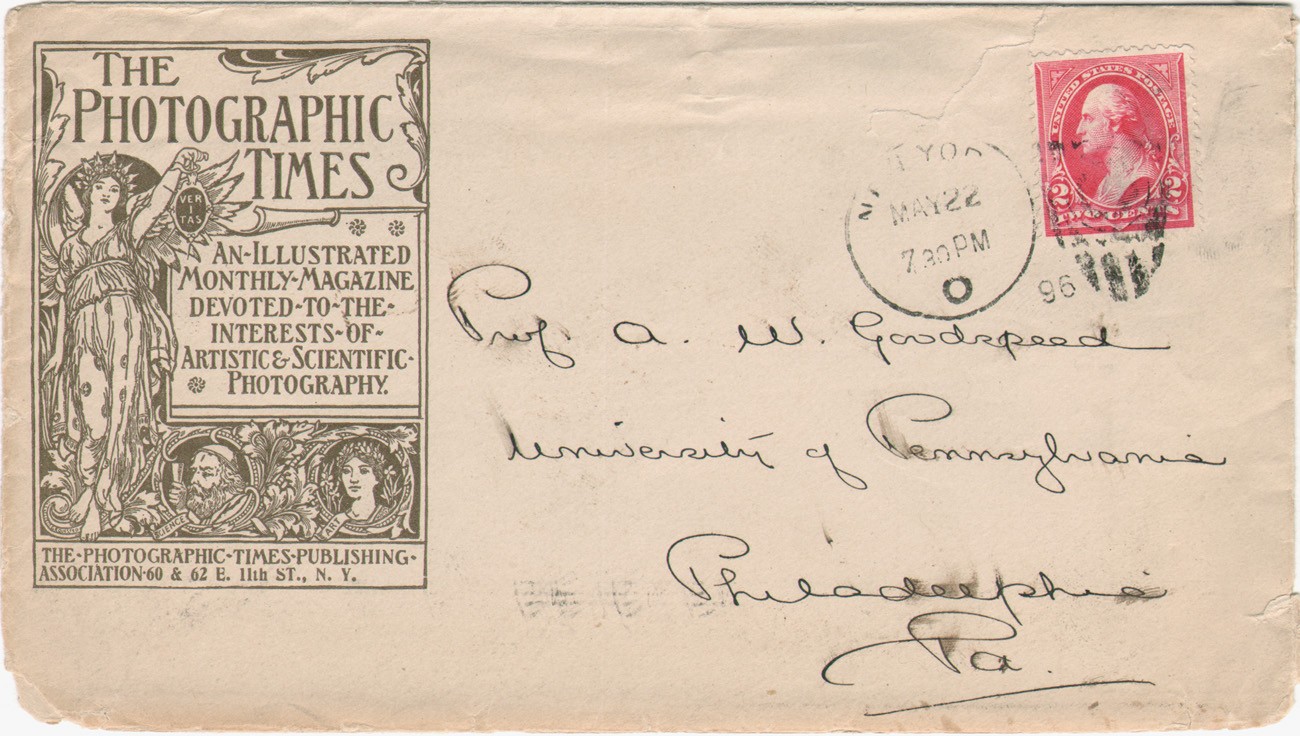 THE
PHOTOGRAPHIC
TIMES
VER
I
TAS
AN-ILLUSTRATED
MONTHLY-MAGAZINE
DEVOTED-TO-THE-
INTERESTS-OF-
ARTISTIC & SCIENTIFIC-
PHOTOGRAPHY.
SCIENCE
ART
THE-PHOTOGRAPHIC-TIMES-PUBLISHING-
ASSOCIATION-60 & 62 E. 11th ST., N. Y.
UNITED STATES POSTAGE
2 2
TWO CENTS
MAY 22
7 30 PM
O
96
Prof A. W. Goodspeed
University of Pennsylvania
Philadelphia
Pa.